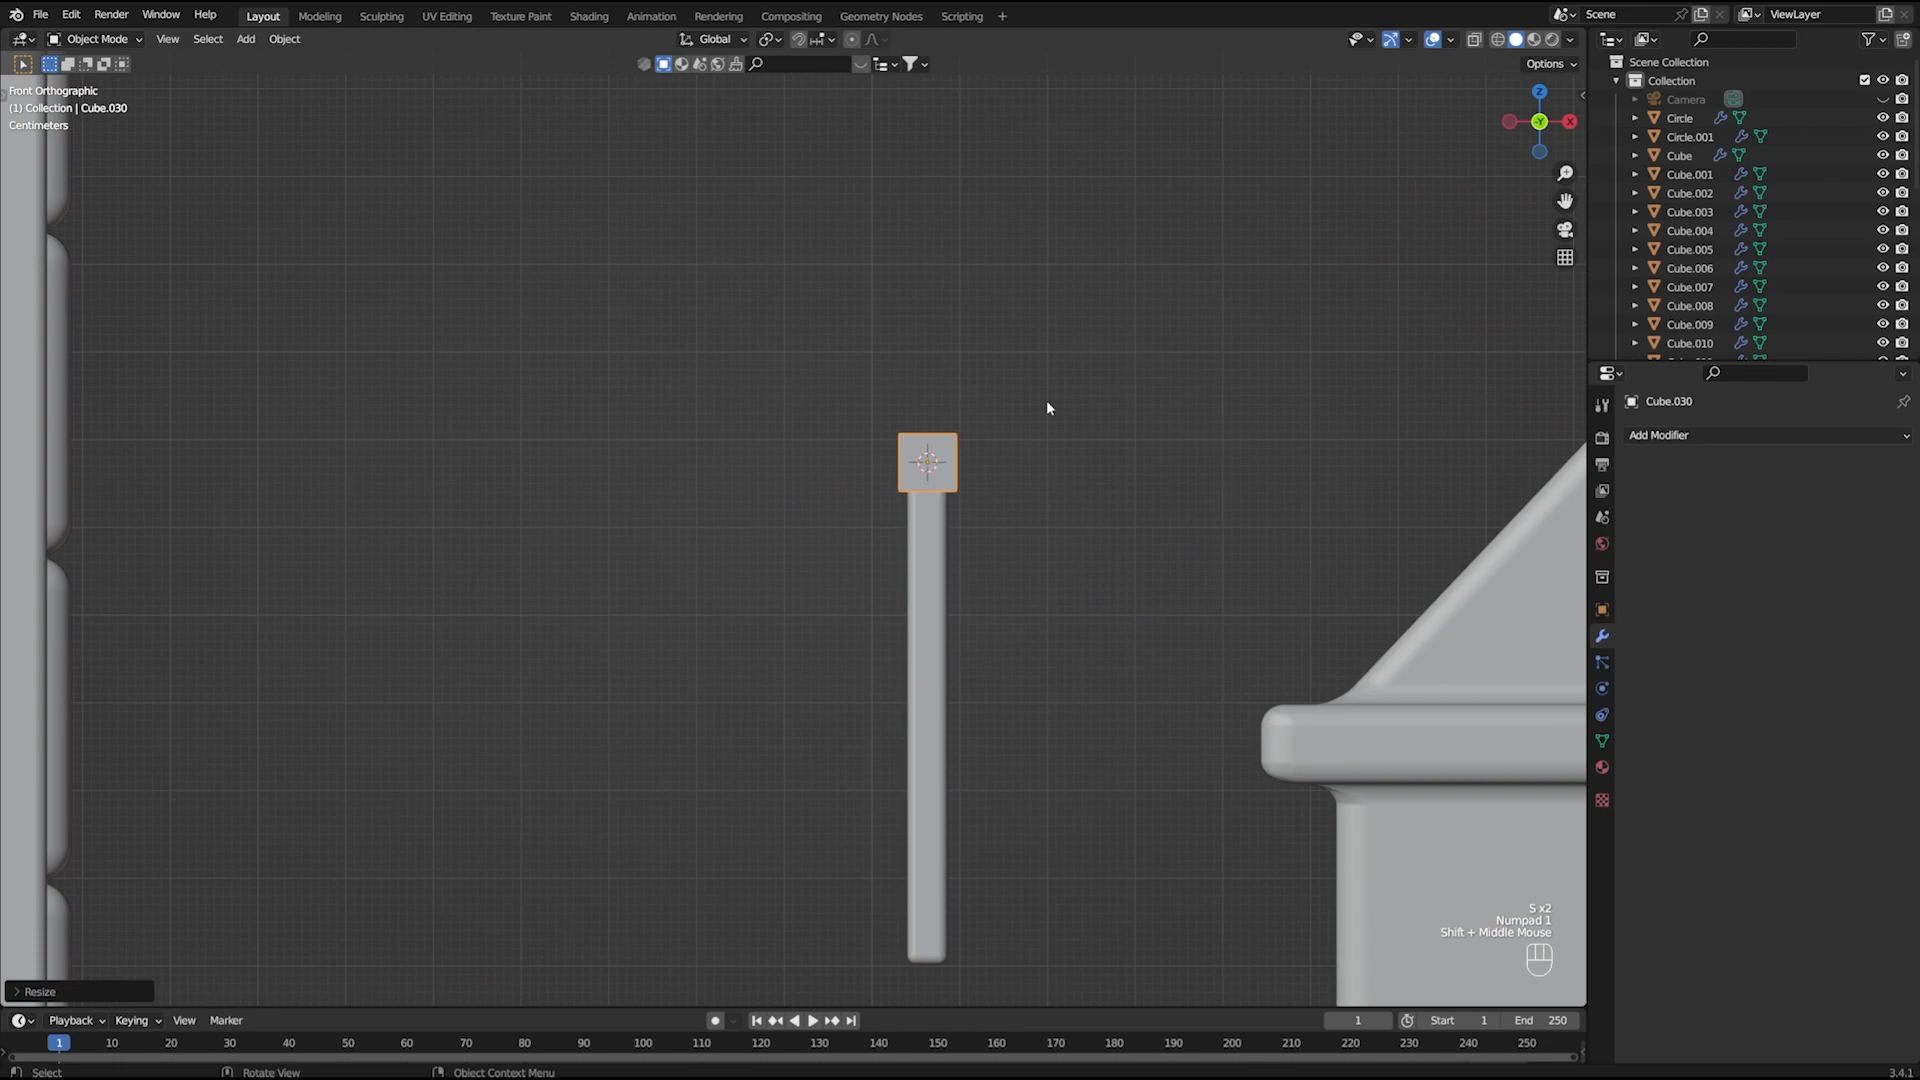 File Edit Render Window Help Layout Modeling Sculpting UV Editing Texture Paint Shading Animation Rendering Compositing Geometry Nodes Scripting + Scene ViewLayer
Object Mode View Select Add Object Global
Options
Front Orthographic
(1) Collection | Cube.030
Centimeters
Z
-Y
X
Scene Collection
Collection
Camera
Circle
Circle.001
Cube
Cube.001
Cube.002
Cube.003
Cube.004
Cube.005
Cube.006
Cube.007
Cube.008
Cube.009
Cube.010
Cube.030
Add Modifier
S x2
Numpad 1
Shift + Middle Mouse
Resize
Playback Keying View Marker 1 Start 1 End 250
1 10 20 30 40 50 60 70 80 90 100 110 120 130 140 150 160 170 180 190 200 210 220 230 240 250
Select Rotate View Object Context Menu 3.4.1